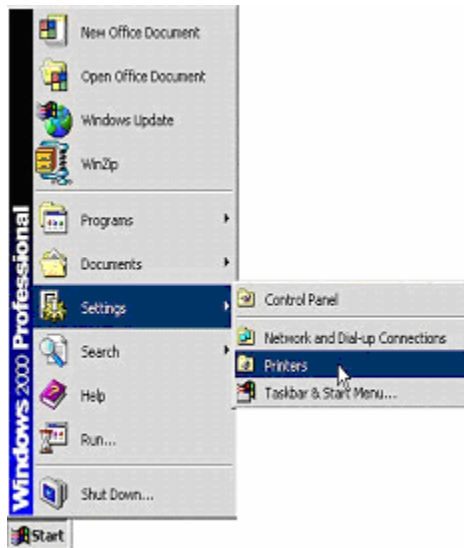 New Office Document
Open Office Document
Windows Update
WinZip
Programs
Documents
Settings
Search
Help
Run...
Shut Down...
Windows 2000 Professional
Control Panel
Network and Dial-up Connections
Printers
Taskbar & Start Menu...
Start